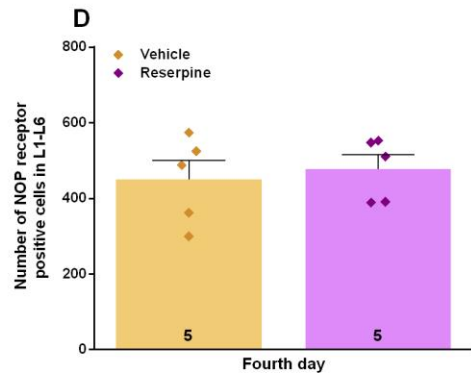 D
800
Vehicle
Reserpine
600
400
200
0
Number of NOP receptor
positive cells in L1-L6
5
5
Fourth day